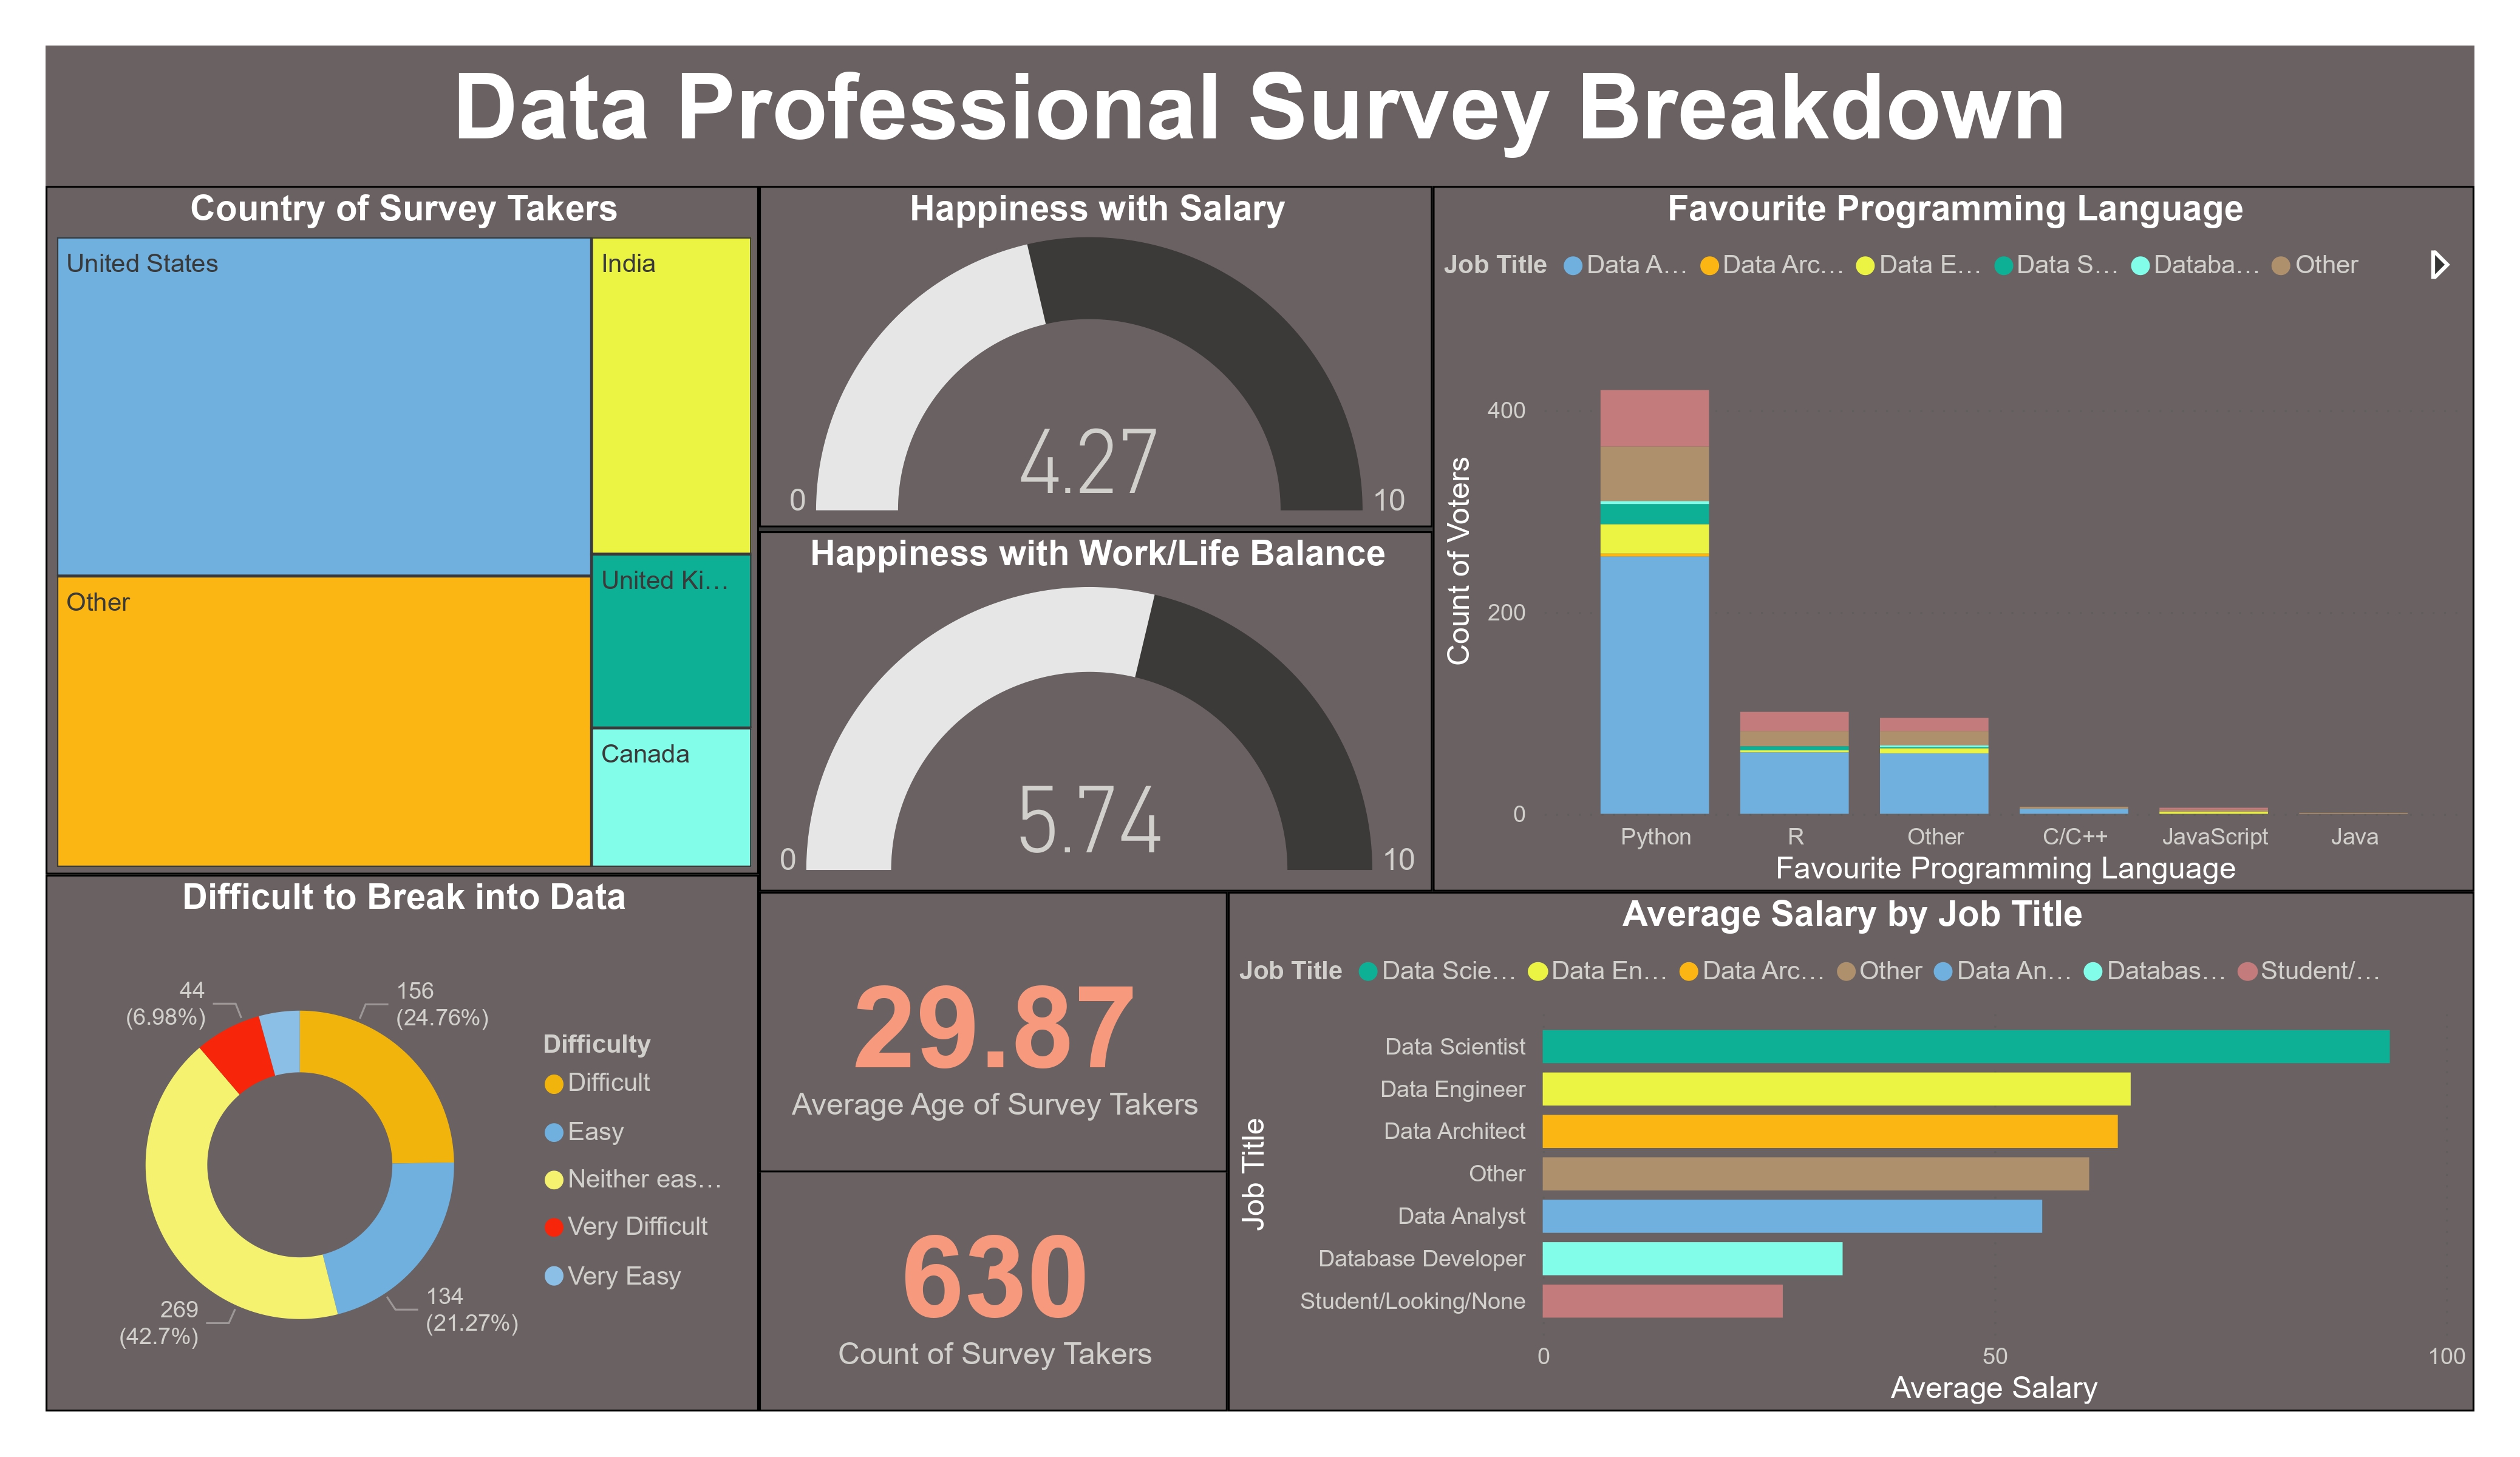 Data Professional Survey Breakdown
Country of Survey Takers
United States
India
Other
United Ki…
Canada
Happiness with Salary
4.27
0
10
Happiness with Work/Life Balance
5.74
0
10
Favourite Programming Language
Job Title Data A… Data Arc… Data E… Data S… Databa… Other
Count of Voters
400
200
0
Python R Other C/C++ JavaScript Java
Favourite Programming Language
Difficult to Break into Data
44
(6.98%)
156
(24.76%)
269
(42.7%)
134
(21.27%)
Difficulty
Difficult
Easy
Neither eas…
Very Difficult
Very Easy
29.87
Average Age of Survey Takers
630
Count of Survey Takers
Average Salary by Job Title
Job Title Data Scie… Data En… Data Arc… Other Data An… Databas… Student/…
Job Title
Data Scientist
Data Engineer
Data Architect
Other
Data Analyst
Database Developer
Student/Looking/None
0 50 100
Average Salary